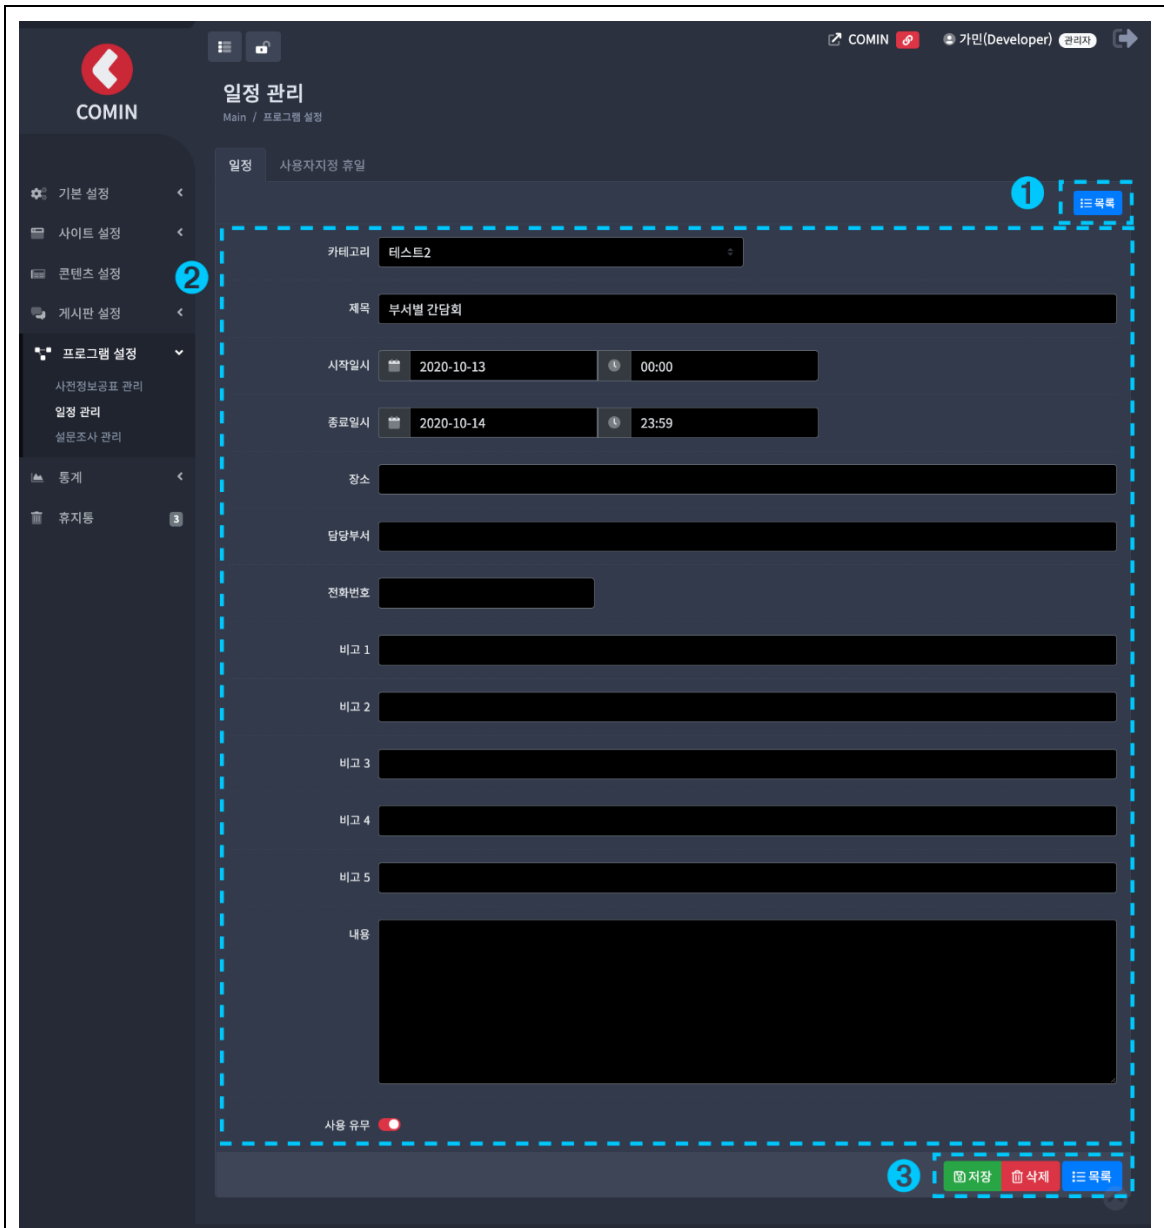 COMIN
COMIN
가민(Developer) 관리자
일정 관리
Main / 프로그램 설정
일정
사용자지정 휴일
기본 설정
사이트 설정
콘텐츠 설정
게시판 설정
프로그램 설정
사전정보공표 관리
일정 관리
설문조사 관리
통계
휴지통 3
1
목록
2
카테고리 테스트2
제목 부서별 간담회
시작일시 2020-10-13 00:00
종료일시 2020-10-14 23:59
장소
담당부서
전화번호
비고 1
비고 2
비고 3
비고 4
비고 5
내용
사용 유무
3
저장 삭제 목록